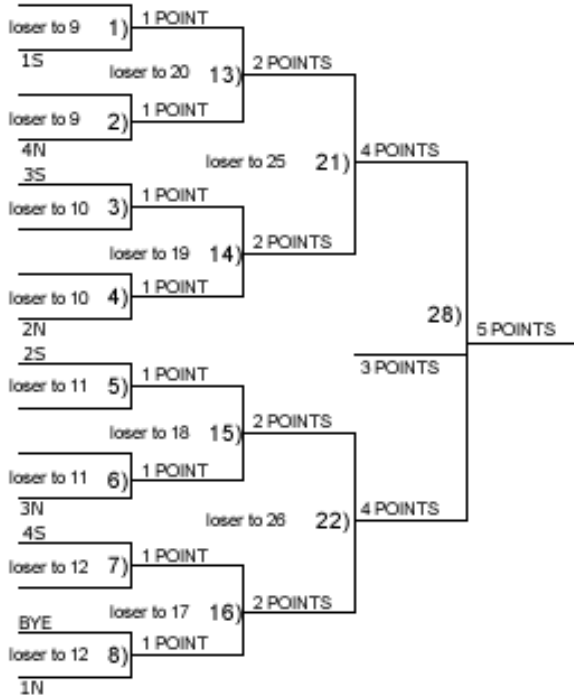 1 POINT
loser to 9 1)
1S
2 POINTS
loser to 20 13)
1 POINT
loser to 9 2)
4N
4 POINTS
loser to 25 21)
3S
1 POINT
loser to 10 3)
2 POINTS
loser to 19 14)
1 POINT
loser to 10 4)
2N
28)
5 POINTS
2S
3 POINTS
1 POINT
loser to 11 5)
2 POINTS
loser to 18 15)
1 POINT
loser to 11 6)
3N
4 POINTS
loser to 26 22)
4S
1 POINT
loser to 12 7)
2 POINTS
loser to 17 16)
BYE
1 POINT
loser to 12 8)
1N